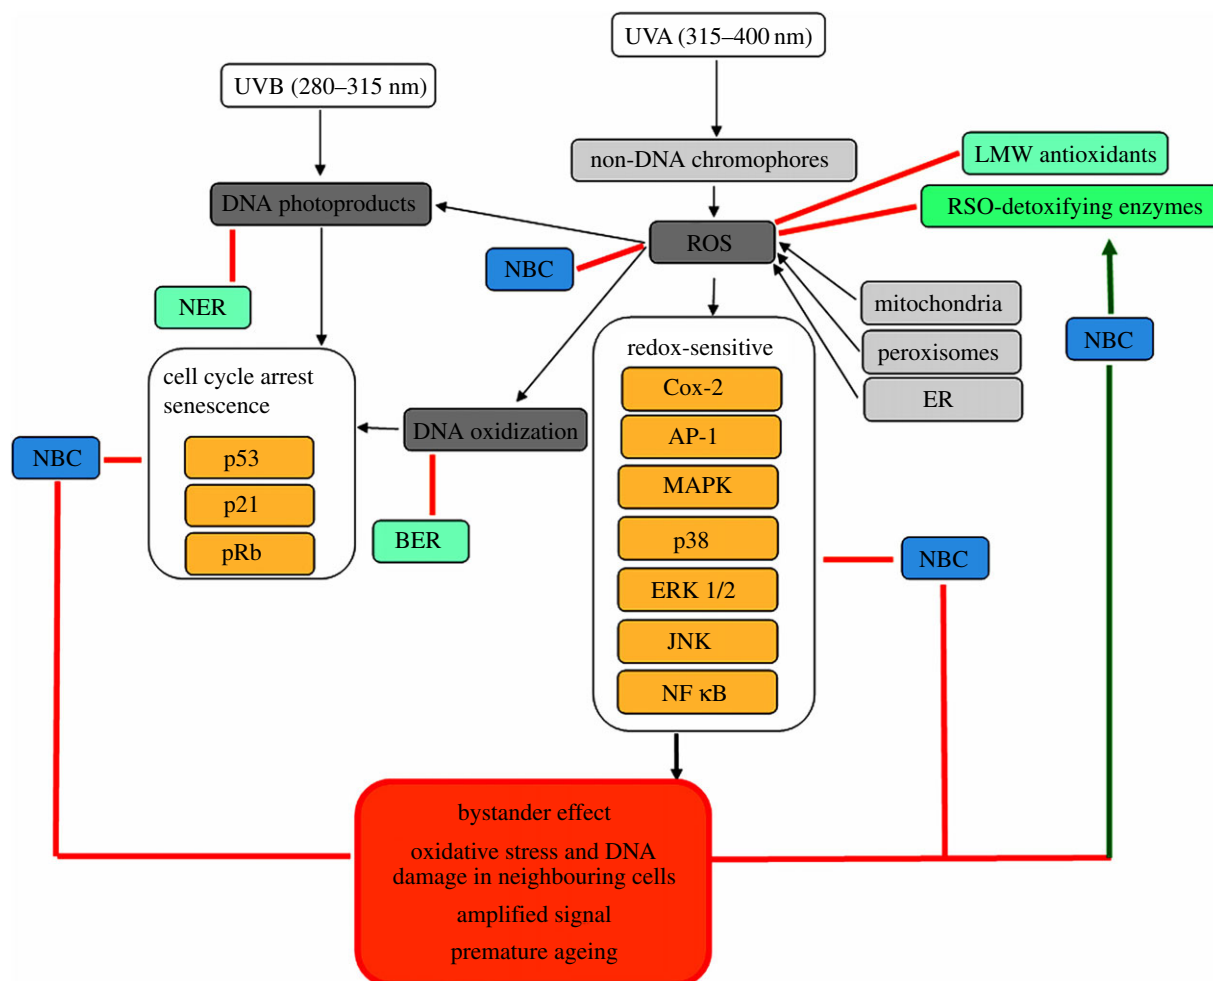 UVA (315–400 nm)
UVB (280–315 nm)
non-DNA chromophores
LMW antioxidants
DNA photoproducts
RSO-detoxifying enzymes
ROS
NBC
NER
mitochondria
NBC
peroxisomes
ER
redox-sensitive
Cox-2
AP-1
MAPK
p38
ERK 1/2
JNK
NF κB
cell cycle arrest
senescence
p53
p21
pRb
NBC
DNA oxidization
BER
NBC
bystander effect
oxidative stress and DNA
damage in neighbouring cells
amplified signal
premature ageing